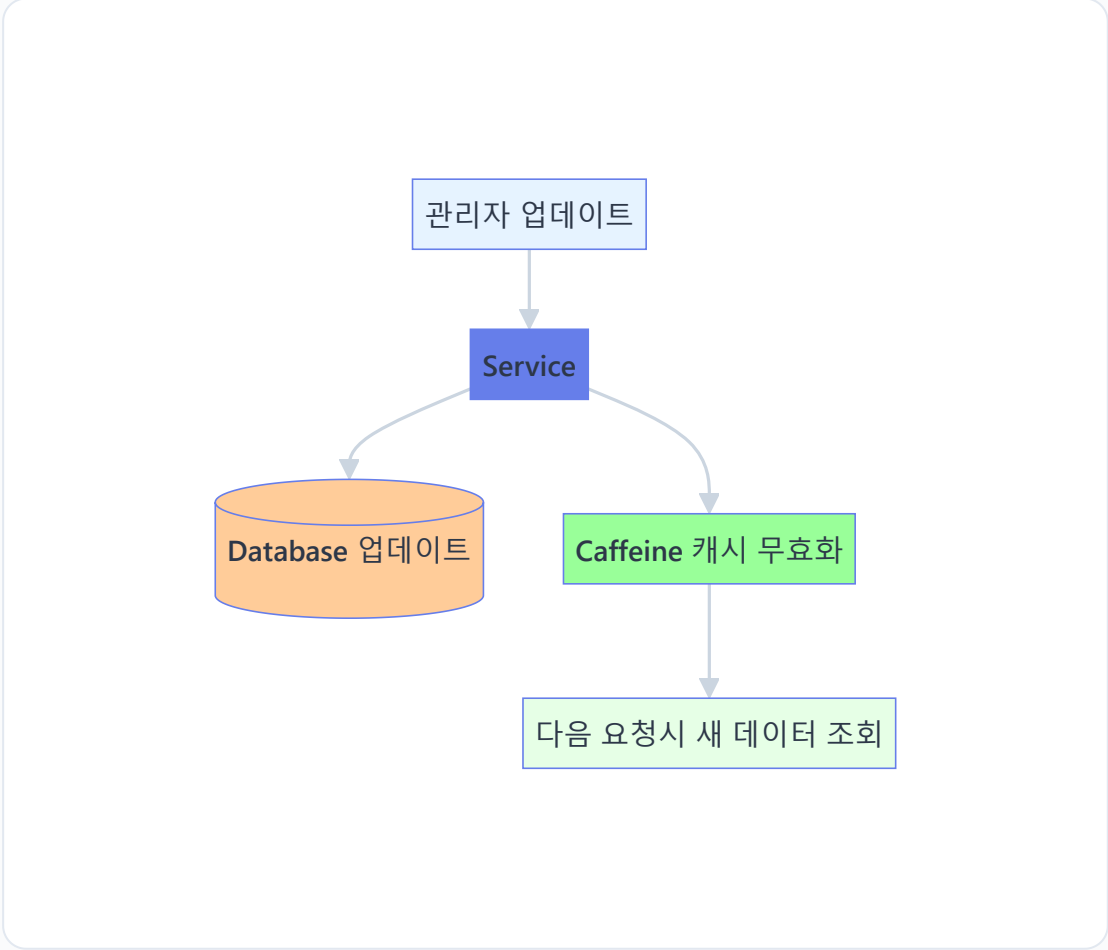 관리자 업데이트
Service
Database 업데이트
Caffeine 캐시 무효화
다음 요청시 새 데이터 조회